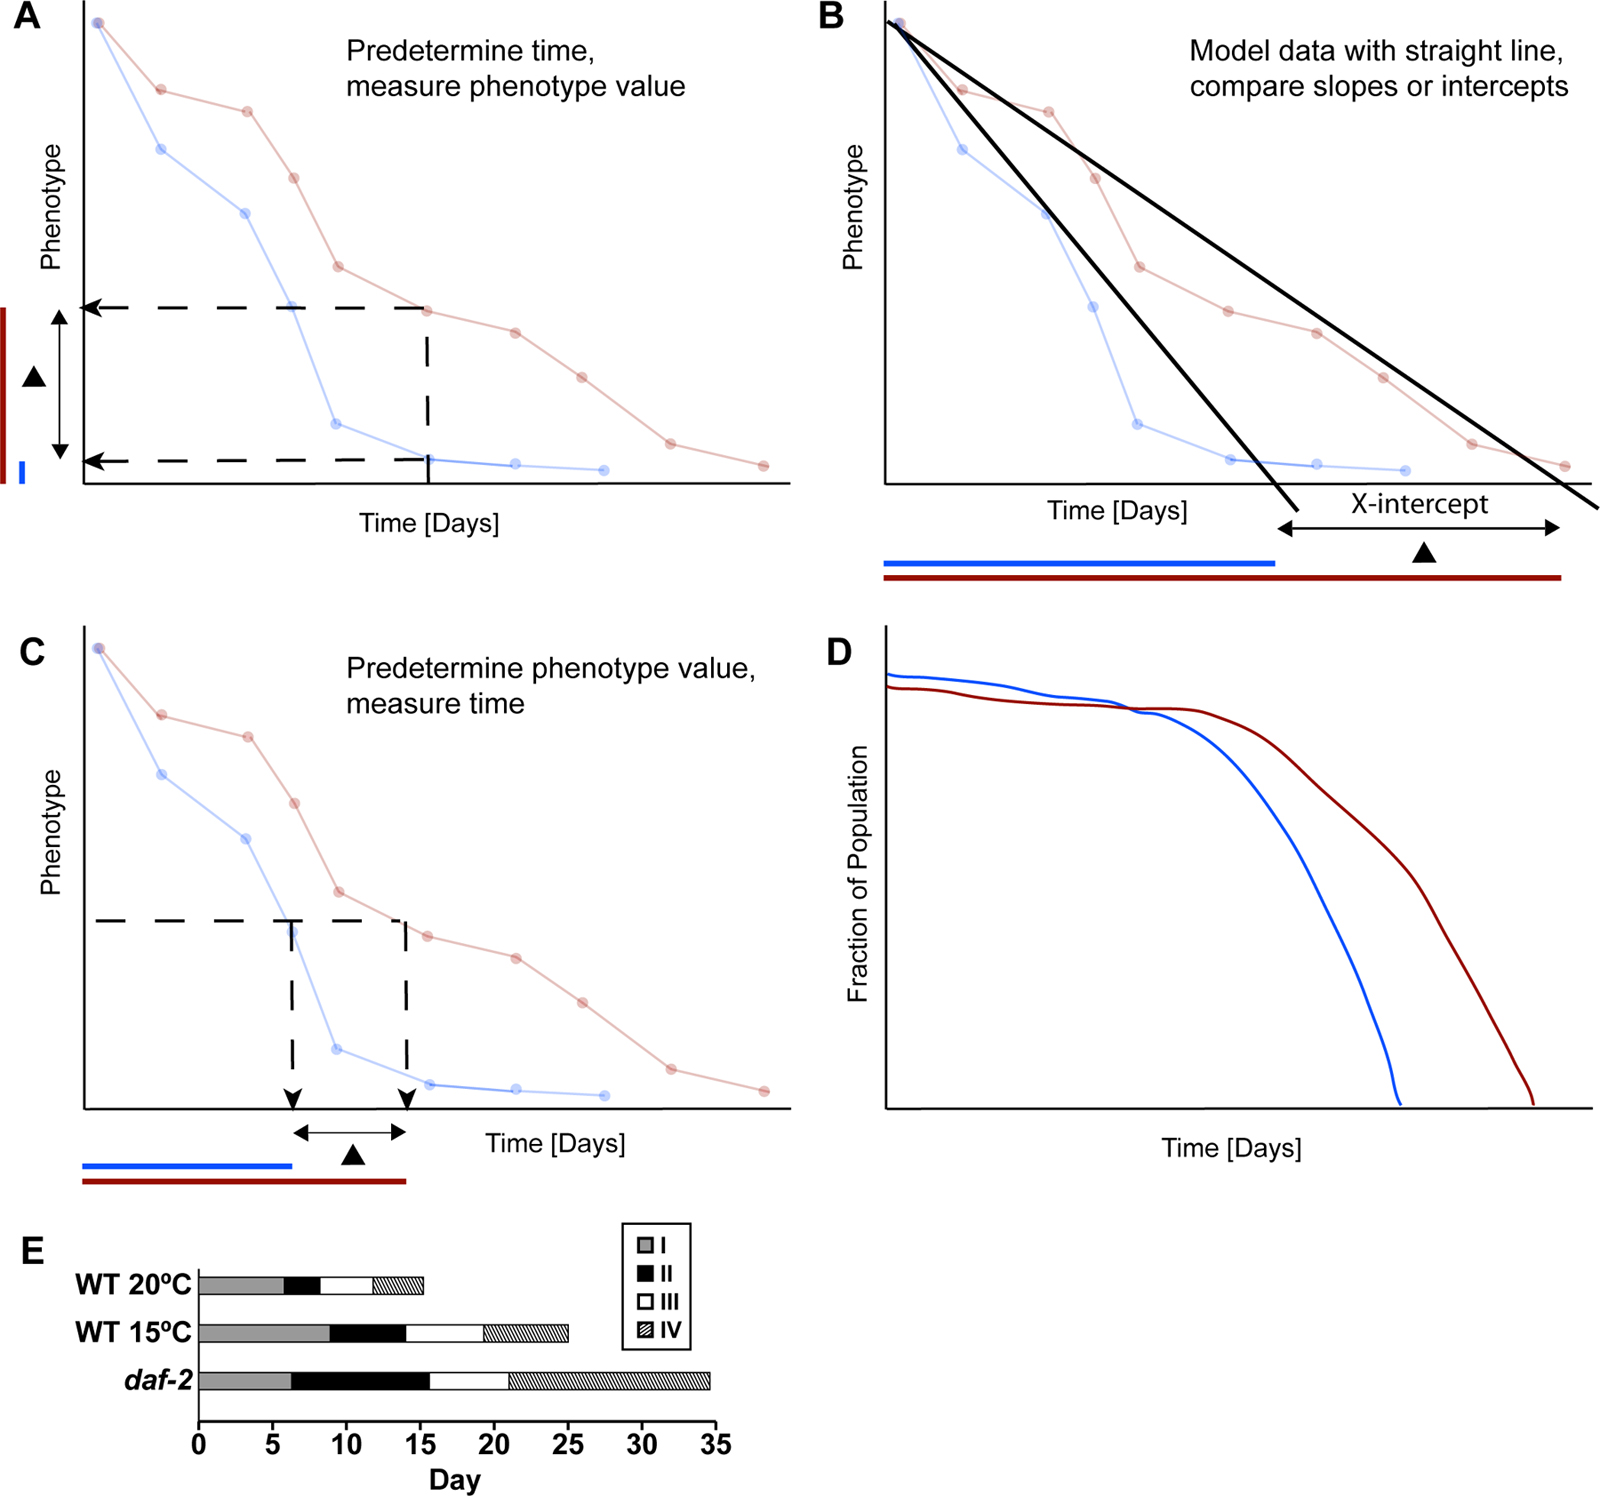 A
Predetermine time,
measure phenotype value
Phenotype
Time [Days]
B
Model data with straight line,
compare slopes or intercepts
Phenotype
Time [Days]
X-intercept
C
Predetermine phenotype value,
measure time
Phenotype
Time [Days]
D
Fraction of Population
Time [Days]
E
I
II
III
IV
WT 20ºC
WT 15ºC
daf-2
0 5 10 15 20 25 30 35
Day